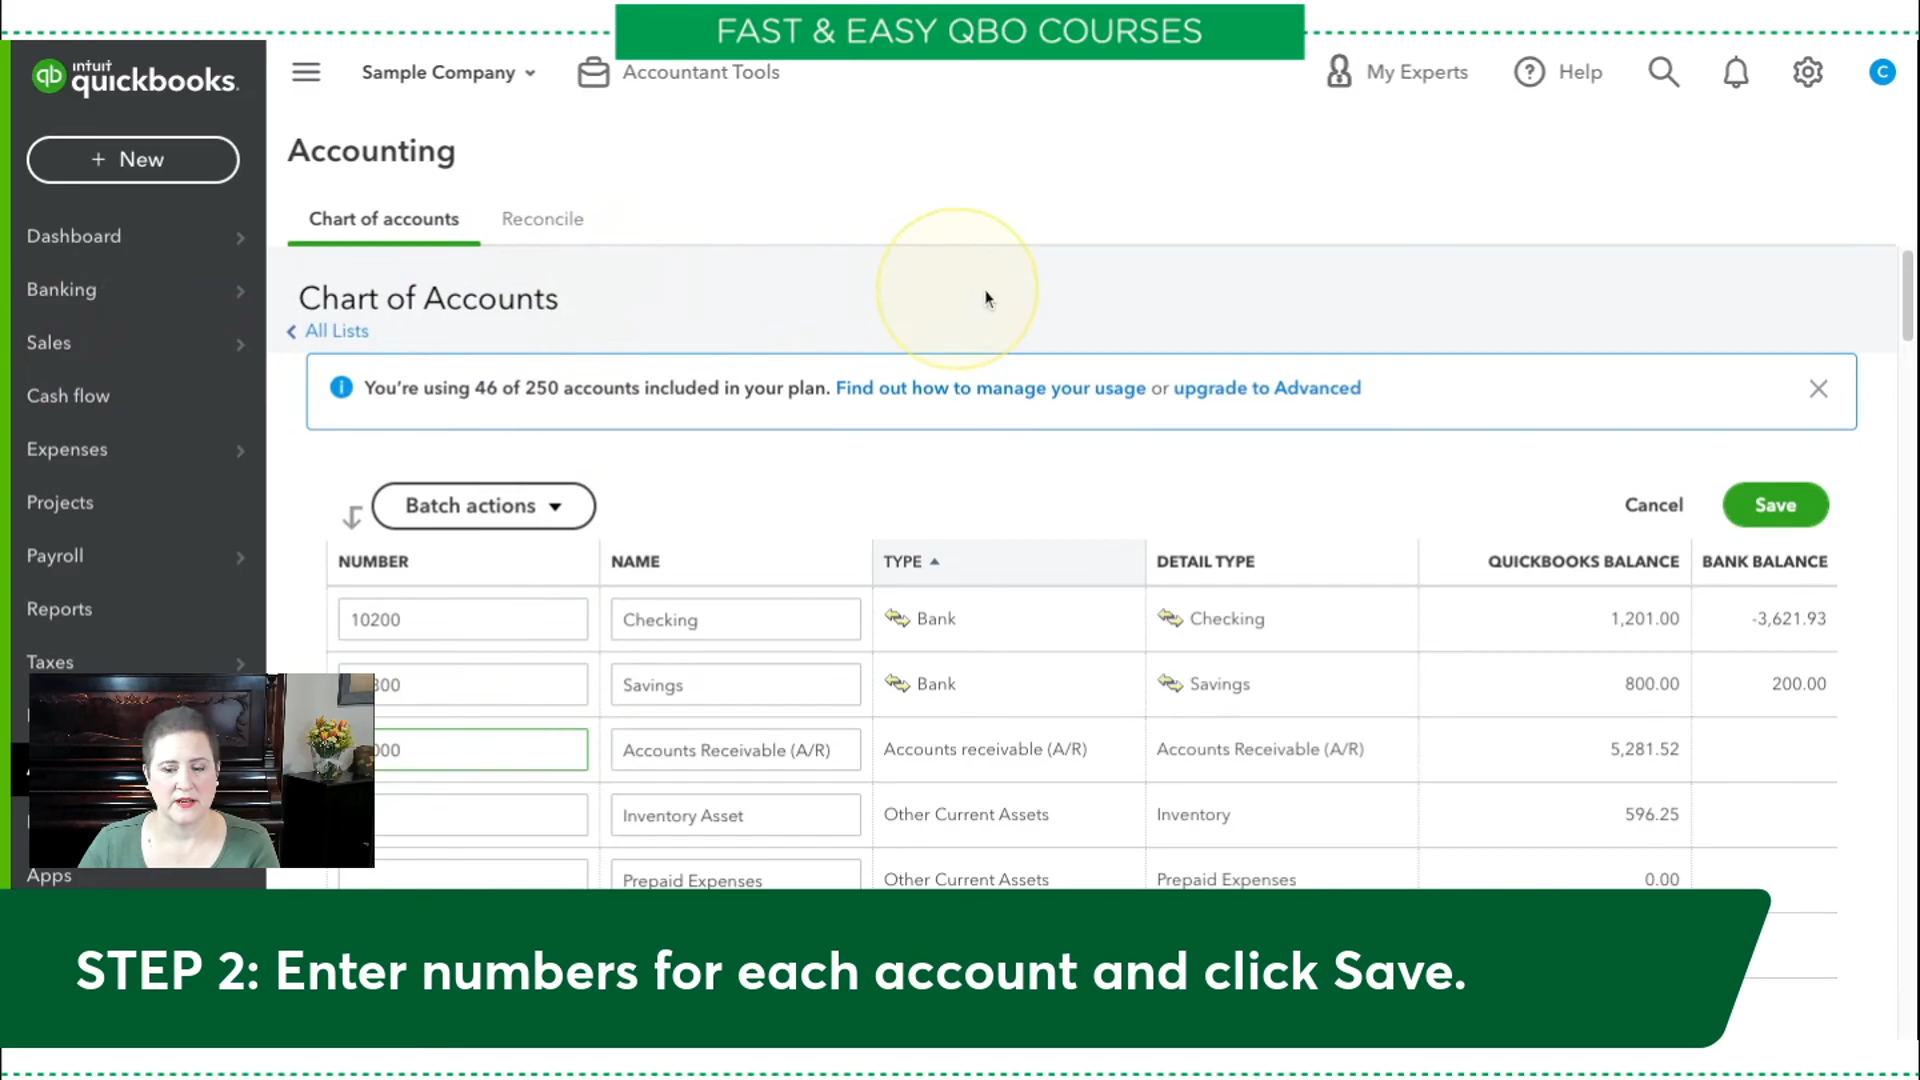 FAST & EASY QBO COURSES
intuit
quickbooks.
Sample Company
Accountant Tools
My Experts
Help
C
+ New
Accounting
Dashboard
Banking
Sales
Cash flow
Expenses
Projects
Payroll
Reports
Taxes
Apps
Chart of accounts
Reconcile
Chart of Accounts
All Lists
You're using 46 of 250 accounts included in your plan. Find out how to manage your usage or upgrade to Advanced
Batch actions
Cancel
Save
NUMBER NAME TYPE DETAIL TYPE QUICKBOOKS BALANCE BANK BALANCE
10200 Checking Bank Checking 1,201.00 -3,621.93
Savings Bank Savings 800.00 200.00
Accounts Receivable (A/R) Accounts receivable (A/R) Accounts Receivable (A/R) 5,281.52
Inventory Asset Other Current Assets Inventory 596.25
Prepaid Expenses Other Current Assets Prepaid Expenses 0.00
STEP 2: Enter numbers for each account and click Save.